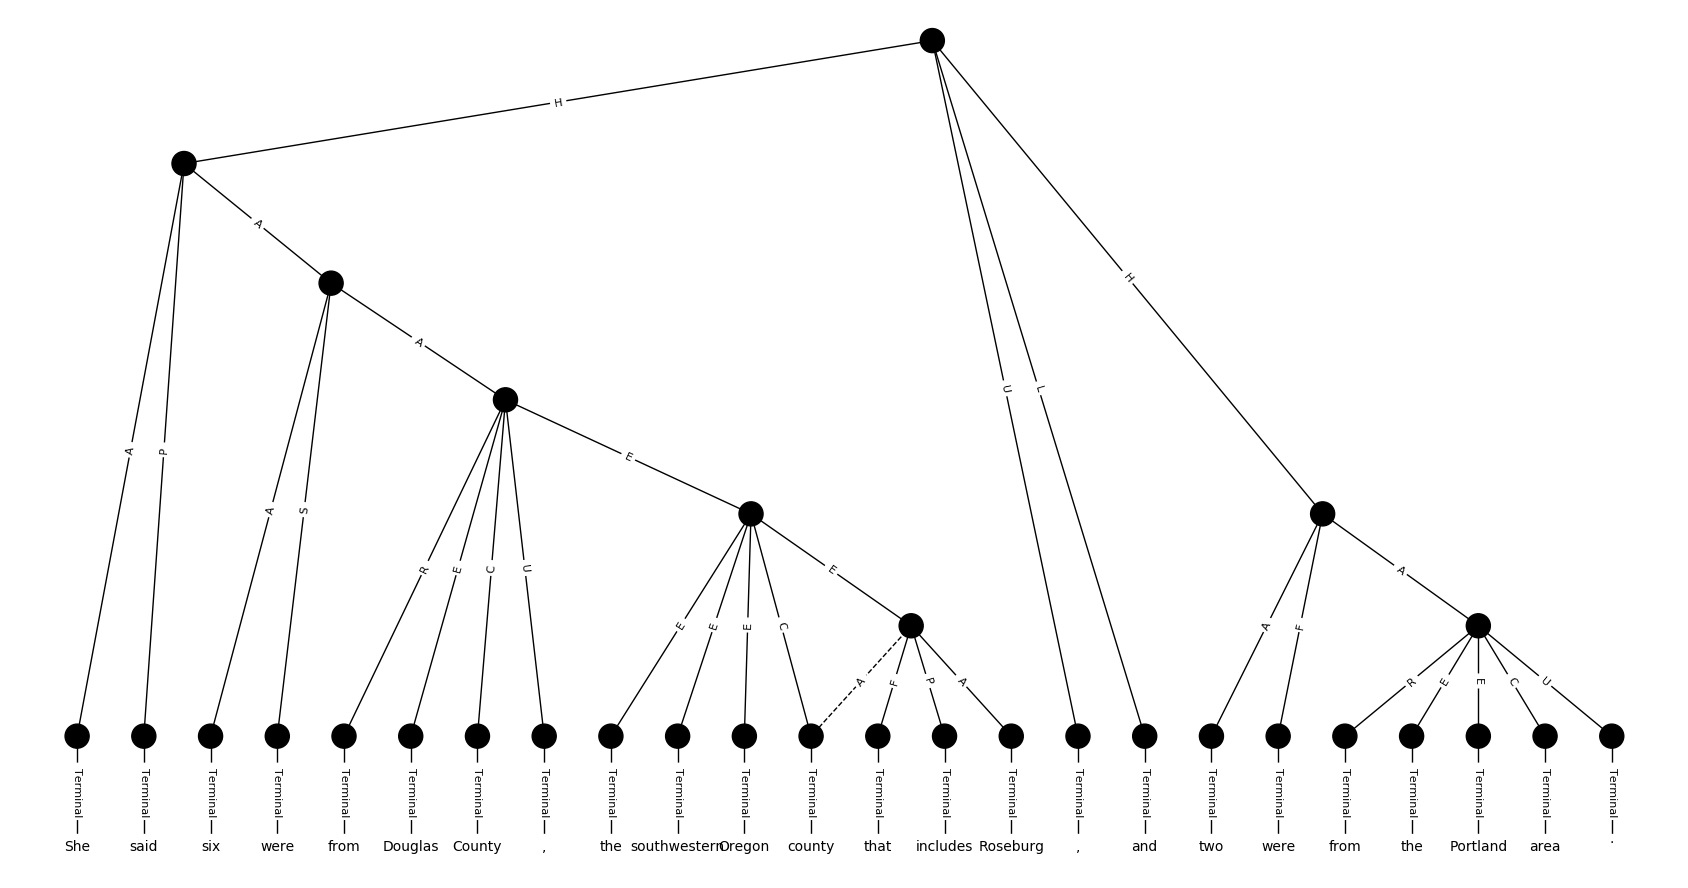 H
A
A
H
A
U
L
A
P
E
A
S
R
E
C
U
E
A
E
E
E
C
A
F
A
F
P
A
R
E
E
C
U
Terminal Terminal Terminal Terminal Terminal Terminal Terminal Terminal Terminal Terminal Terminal Terminal Terminal Terminal Terminal Terminal Terminal Terminal Terminal Terminal Terminal Terminal Terminal Terminal
She said six were from Douglas County , the southwestern Oregon county that includes Roseburg , and two were from the Portland area .